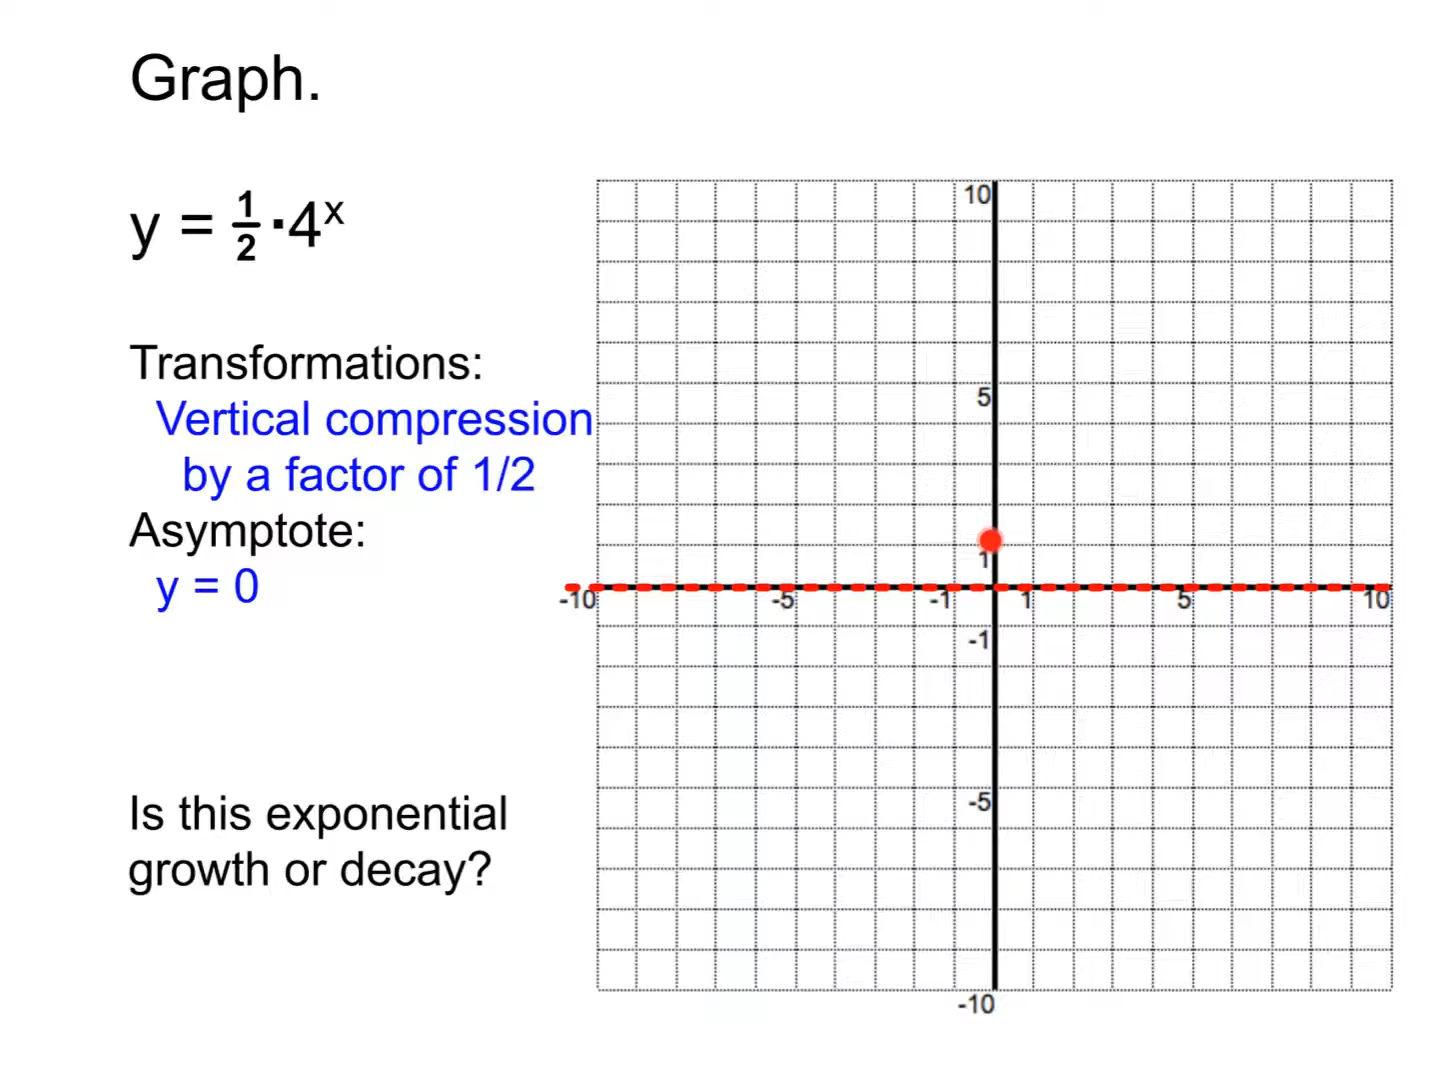 Graph.
y = 1/2 · 4ˣ
Transformations:
Vertical compression
by a factor of 1/2
Asymptote:
y = 0
Is this exponential
growth or decay?
10
5
1
-10 -5 -1 1 5 10
-1
-5
-10